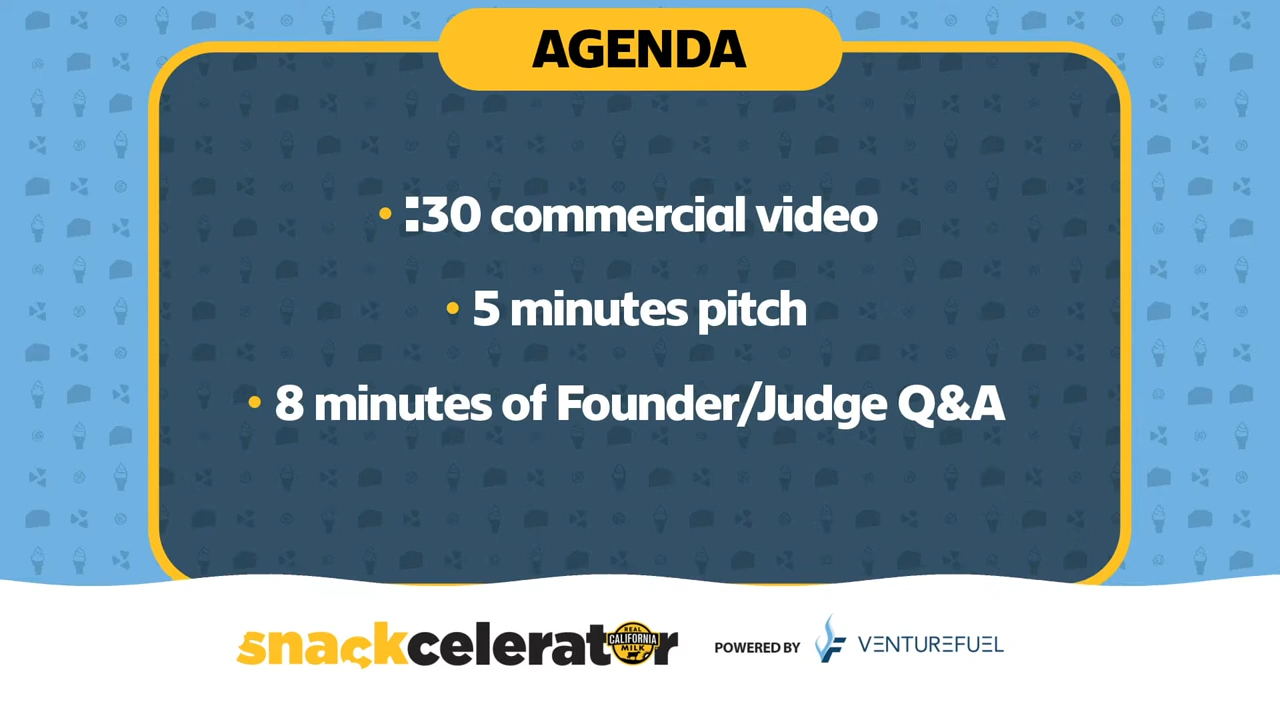 AGENDA
• :30 commercial video
• 5 minutes pitch
• 8 minutes of Founder/Judge Q&A
snackcelerator
REAL
CALIFORNIA
MILK
POWERED BY
VENTUREFUEL